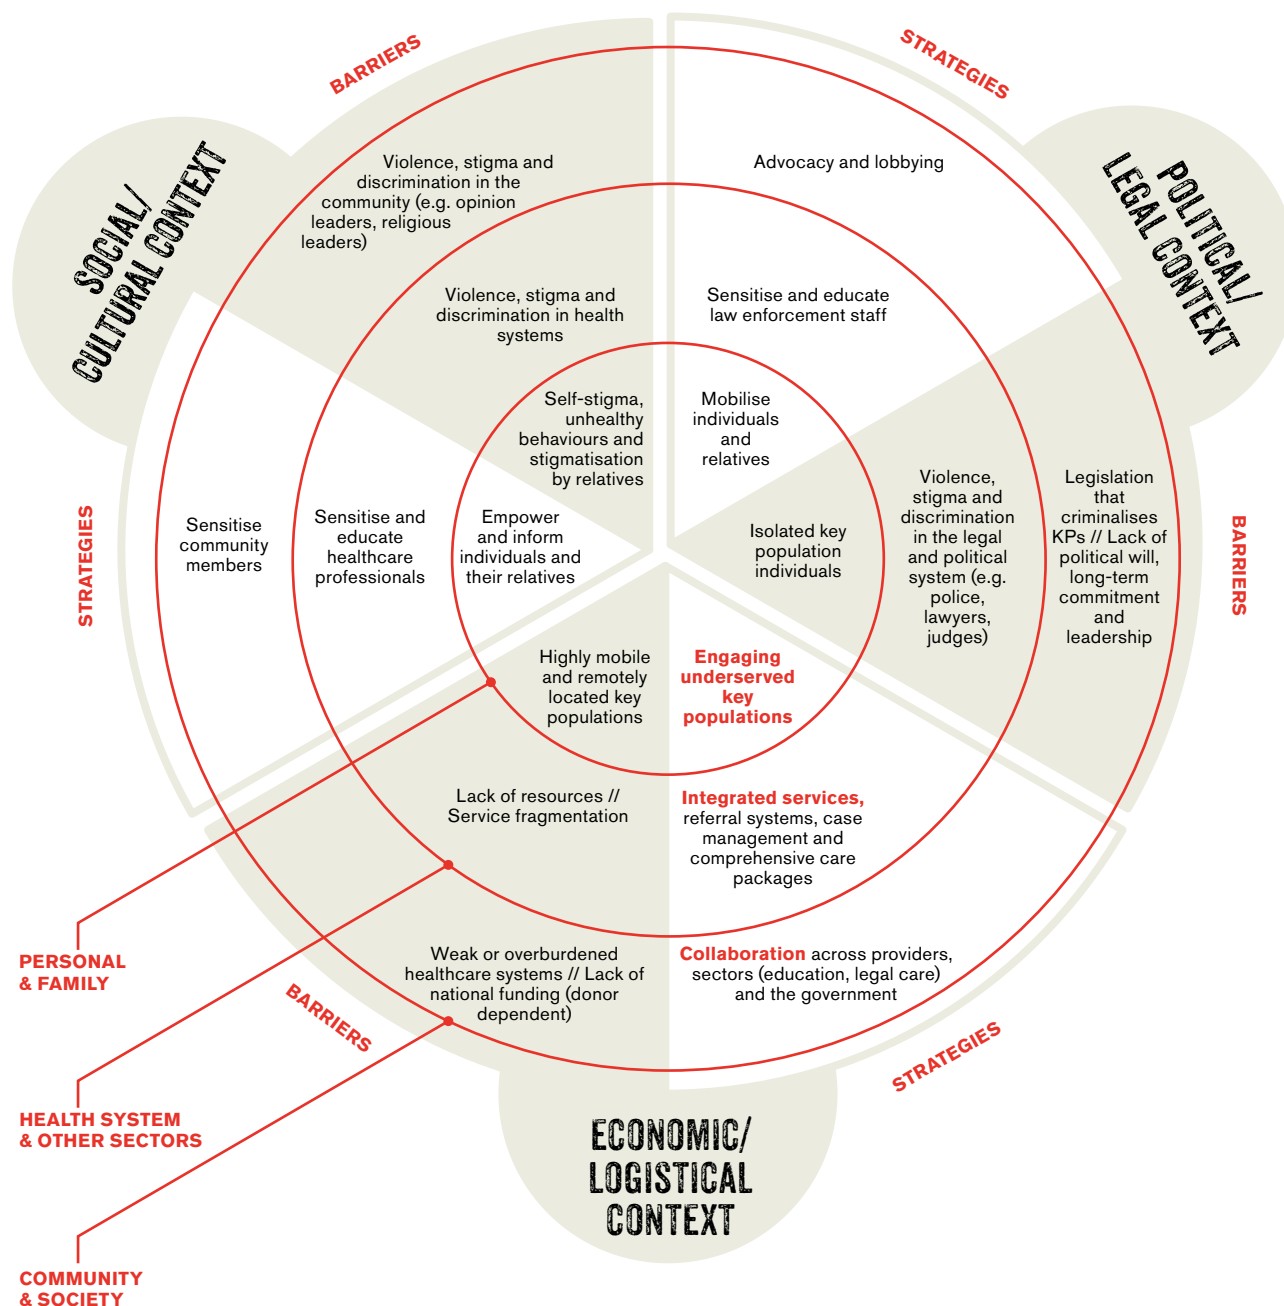 BARRIERS
STRATEGIES
SOCIAL/
CULTURAL CONTEXT
POLITICAL/
LEGAL CONTEXT
Violence, stigma and
discrimination in the
community (e.g. opinion
leaders, religious
leaders)
Advocacy and lobbying
Violence, stigma and
discrimination in health
systems
Sensitise and educate
law enforcement staff
Self-stigma,
unhealthy
behaviours and
stigmatisation
by relatives
Mobilise
individuals
and
relatives
STRATEGIES
Sensitise
community
members
Sensitise and
educate
healthcare
professionals
Empower
and inform
individuals and
their relatives
Isolated key
population
individuals
Violence,
stigma and
discrimination
in the legal
and political
system (e.g.
police,
lawyers,
judges)
Legislation
that
criminalises
KPs // Lack of
political will,
long-term
commitment
and
leadership
BARRIERS
Highly mobile
and remotely
located key
populations
Engaging
underserved
key
populations
Lack of resources //
Service fragmentation
Integrated services,
referral systems, case
management and
comprehensive care
packages
Weak or overburdened
healthcare systems // Lack of
national funding (donor
dependent)
Collaboration across providers,
sectors (education, legal care)
and the government
PERSONAL
& FAMILY
BARRIERS
STRATEGIES
HEALTH SYSTEM
& OTHER SECTORS
ECONOMIC/
LOGISTICAL
CONTEXT
COMMUNITY
& SOCIETY